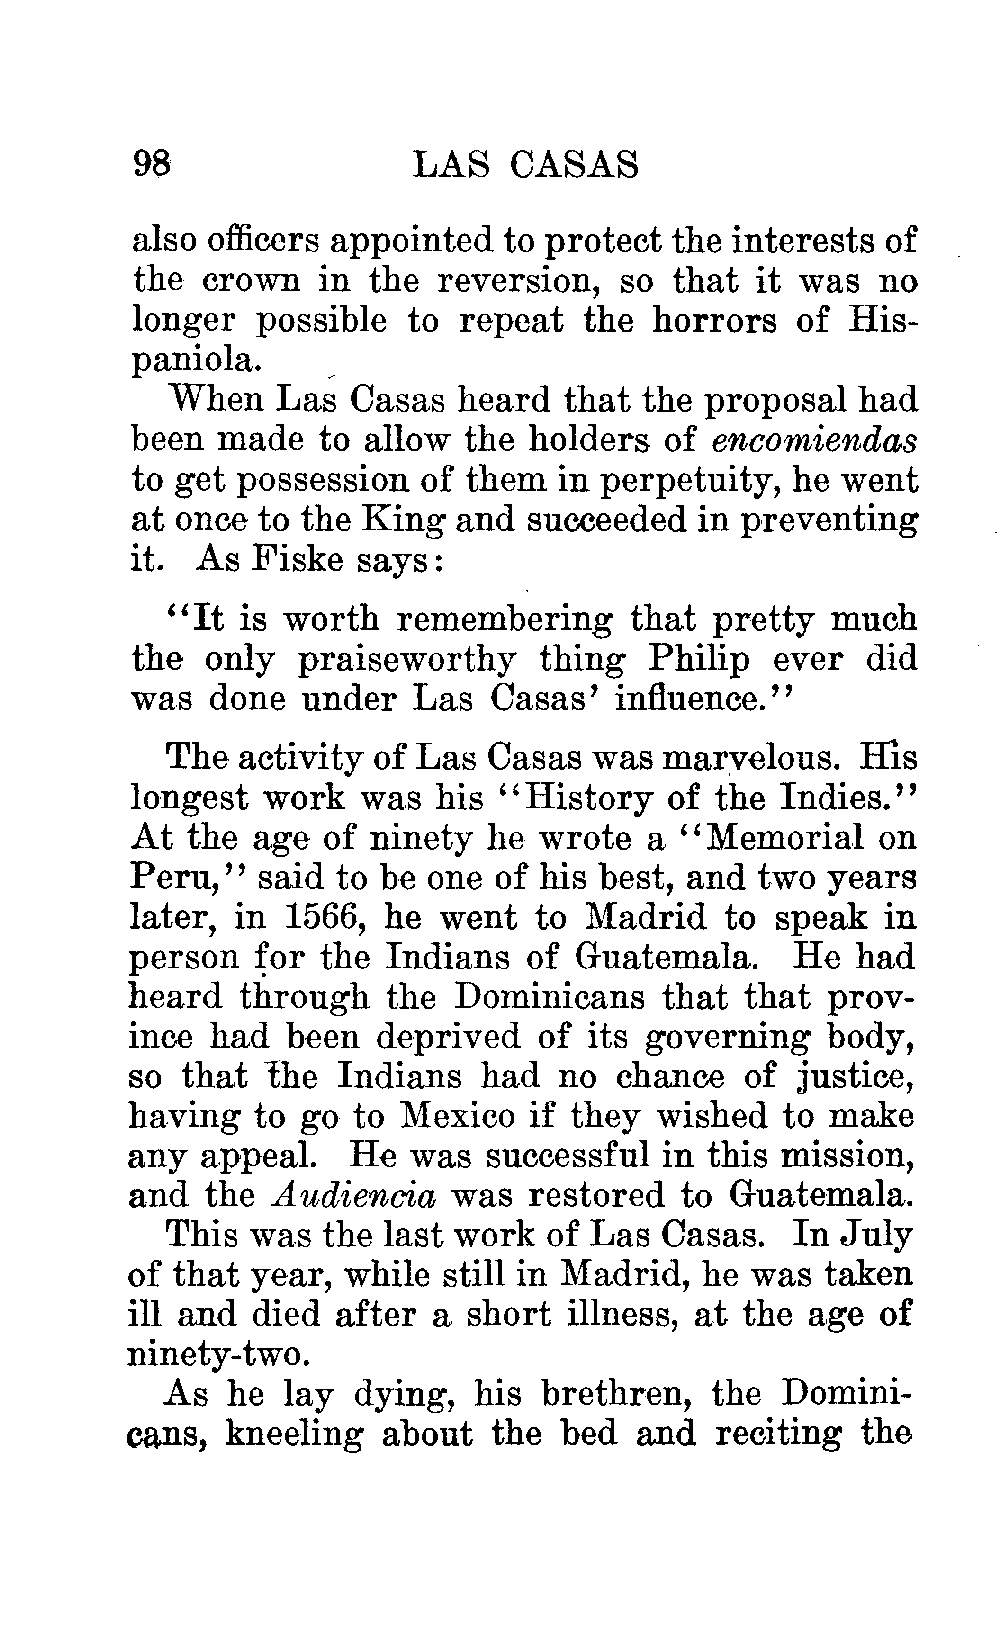 98 LAS CASAS
also officers appointed to protect the interests of
the crown in the reversion, so that it was no
longer possible to repeat the horrors of His-
paniola.
When Las Casas heard that the proposal had
been made to allow the holders of encomiendas
to get possession of them in perpetuity, he went
at once to the King and succeeded in preventing
it. As Fiske says:
"It is worth remembering that pretty much
the only praiseworthy thing Philip ever did
was done under Las Casas' influence."
The activity of Las Casas was marvelous. His
longest work was his "History of the Indies."
At the age of ninety he wrote a "Memorial on
Peru," said to be one of his best, and two years
later, in 1566, he went to Madrid to speak in
person for the Indians of Guatemala. He had
heard through the Dominicans that that prov-
ince had been deprived of its governing body,
so that the Indians had no chance of justice,
having to go to Mexico if they wished to make
any appeal. He was successful in this mission,
and the Audiencia was restored to Guatemala.
This was the last work of Las Casas. In July
of that year, while still in Madrid, he was taken
ill and died after a short illness, at the age of
ninety-two.
As he lay dying, his brethren, the Domini-
cans, kneeling about the bed and reciting the